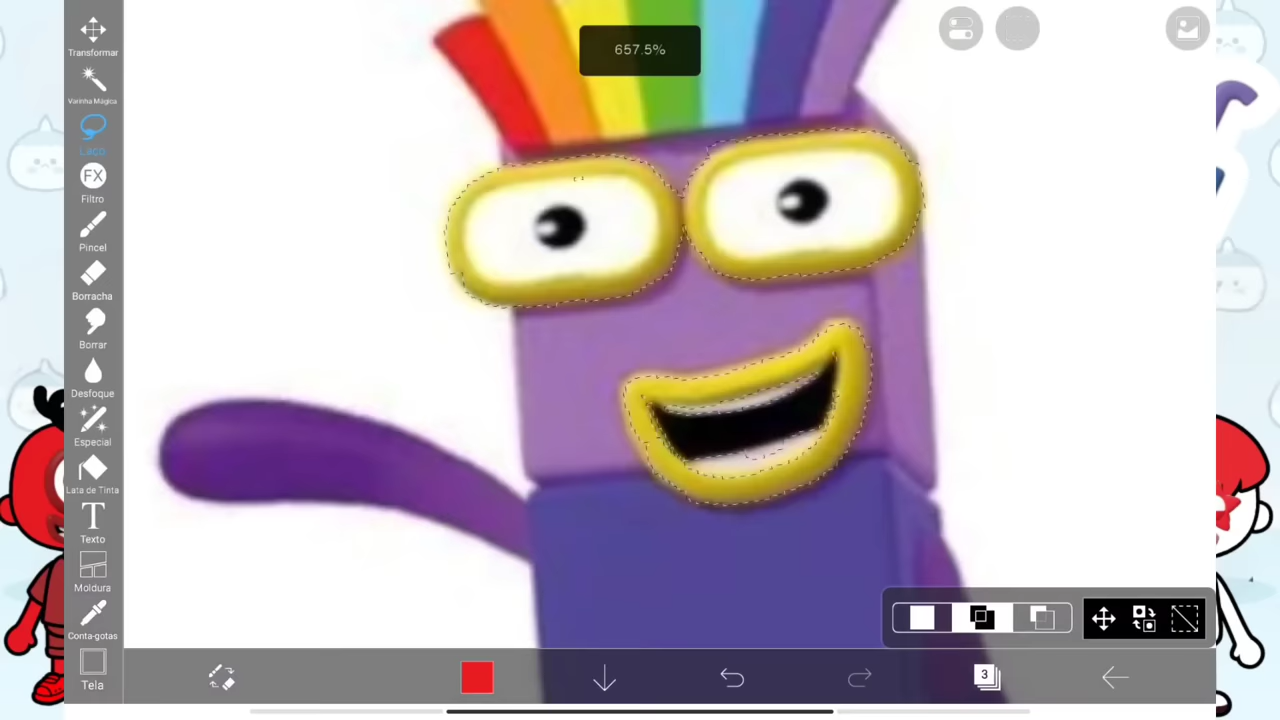 657.5%
Transformar
Varinha Mágica
Laço
FX
Filtro
Pincel
Borracha
Borrar
Desfoque
Especial
Lata de Tinta
T
Texto
Moldura
Conta-gotas
Tela
3